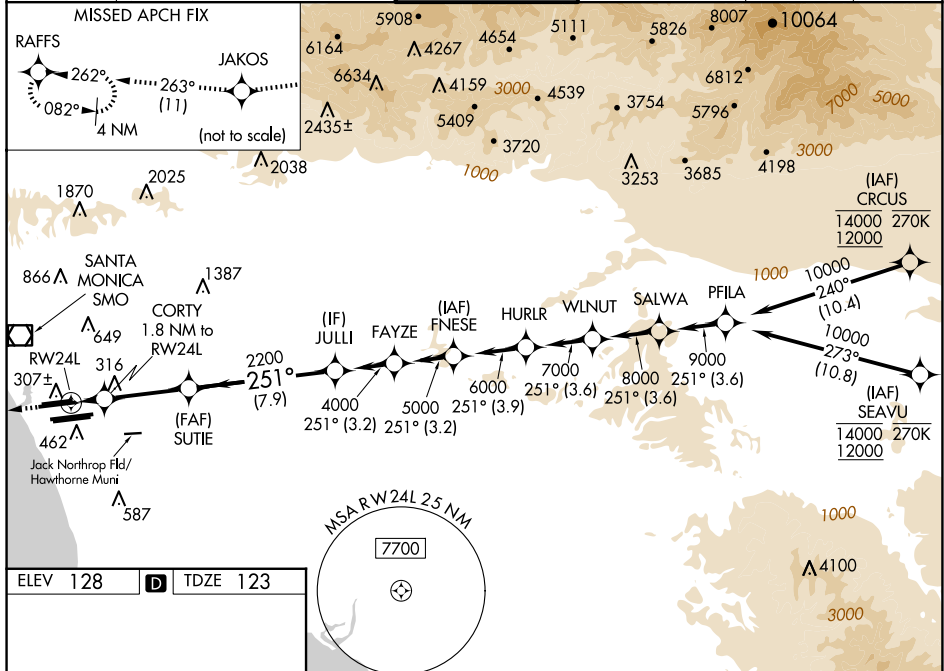 MISSED APCH FIX
RAFFS
JAKOS
262°
263°
(11)
082°
4 NM
(not to scale)
5908
6164
4267
4654
5111
5826
8007
10064
6634
4159
3000
4539
3754
6812
5796
7000
5000
2435±
5409
3720
3253
3685
4198
3000
2038
1000
2025
1870
(IAF)
CRCUS
14000 270K
12000
866
SANTA
MONICA
SMO
1387
CORTY
1.8 NM to
RW24L
649
316
RW24L
307±
462
Jack Northrop Fld/
Hawthorne Muni
587
(FAF)
SUTIE
2200
251°
(7.9)
(IF)
JULLI
4000
251° (3.2)
FAYZE
5000
251° (3.2)
(IAF)
FNESE
6000
251° (3.9)
HURLR
7000
251° (3.6)
WLNUT
8000
251° (3.6)
SALWA
9000
251° (3.6)
PFILA
1000
10000
240°
(10.4)
10000
273°
(10.8)
(IAF)
SEAVU
14000 270K
12000
MSA RW24L 25 NM
7700
1000
4100
3000
ELEV 128 D TDZE 123